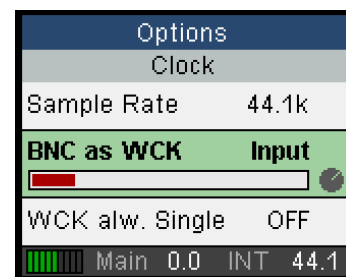 Options
Clock
Sample Rate 44.1k
BNC as WCK Input
WCK alw. Single OFF
Main 0.0 INT 44.1